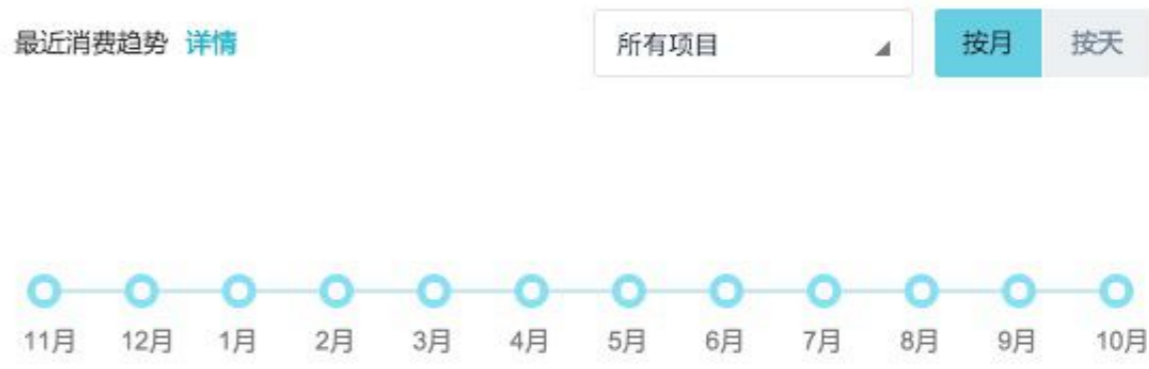 最近消费趋势 详情 所有项目 按月 按天
11月 12月 1月 2月 3月 4月 5月 6月 7月 8月 9月 10月